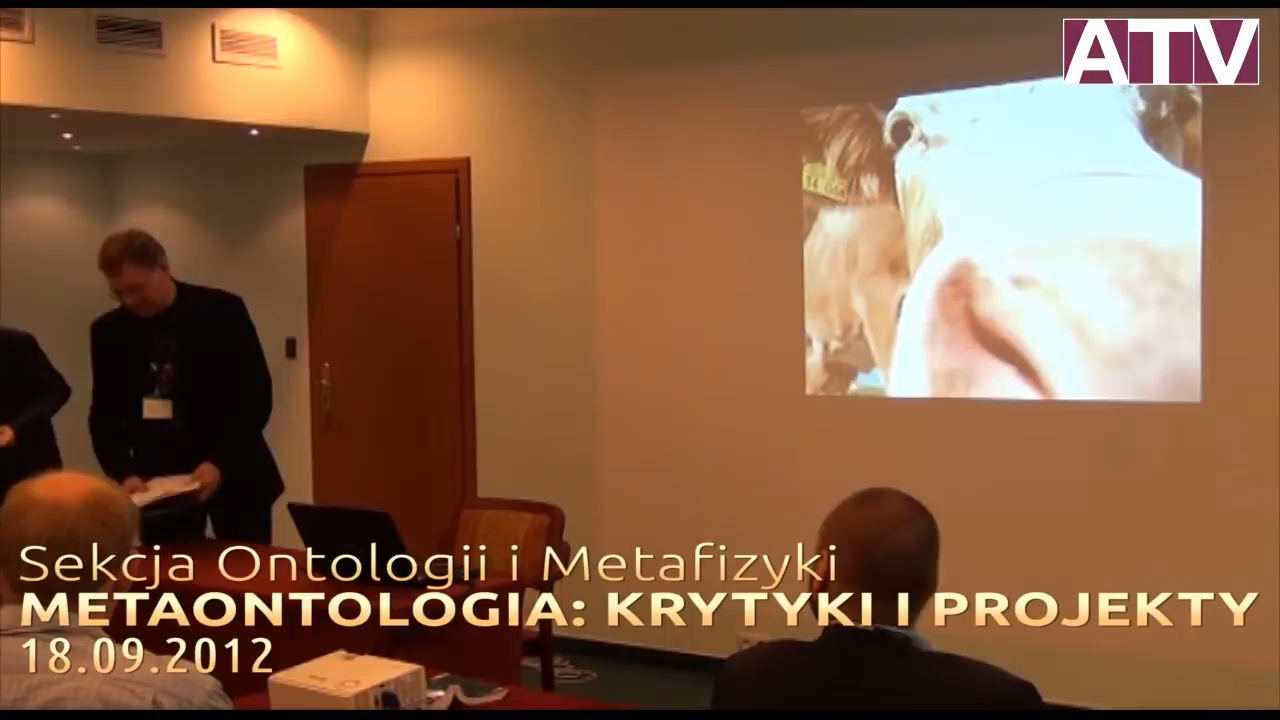 ATV
Sekcja Ontologii i Metafizyki
METAONTOLOGIA: KRYTYKI I PROJEKTY
18.09.2012